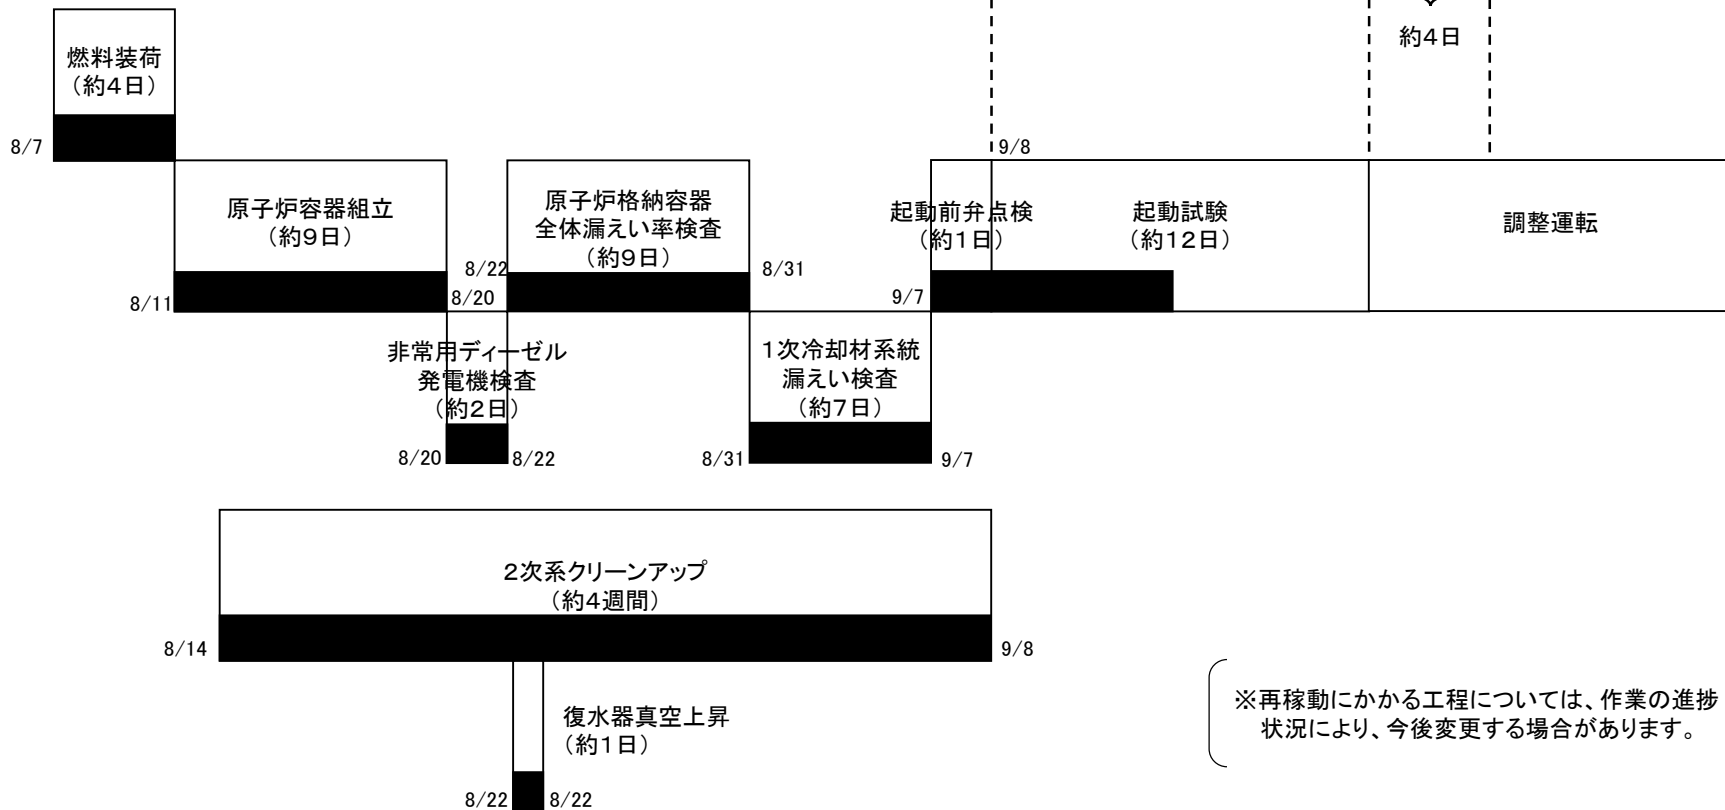 約4日
燃料装荷
（約4日）
8/7
9/8
原子炉容器組立
（約9日）
8/11
8/20
原子炉格納容器
全体漏えい率検査
（約9日）
8/22
8/31
起動前弁点検
（約1日）
9/7
起動試験
（約12日）
調整運転
非常用ディーゼル
発電機検査
（約2日）
8/20
8/22
1次冷却材系統
漏えい検査
（約7日）
8/31
9/7
2次系クリーンアップ
（約4週間）
8/14
9/8
復水器真空上昇
（約1日）
8/22
8/22
※再稼動にかかる工程については、作業の進捗
状況により、今後変更する場合があります。